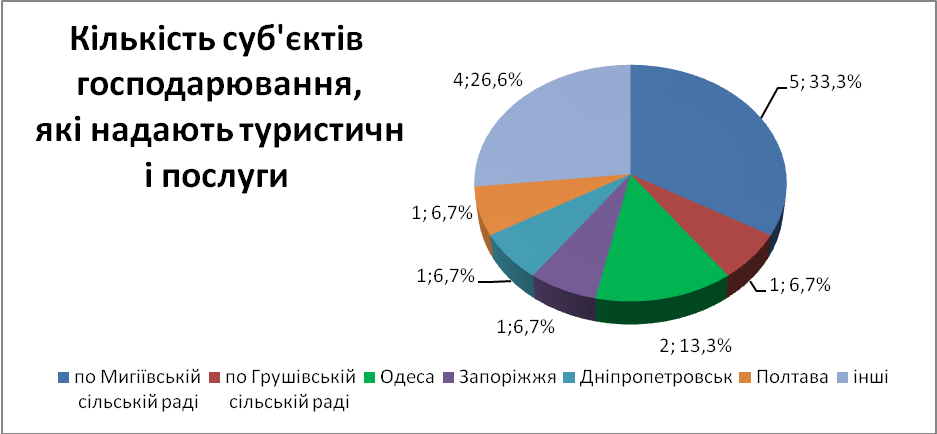 Кількість суб'єктів
господарювання,
які надають туристичн
і послуги
4;26,6%
5; 33,3%
1; 6,7%
1;6,7%
1; 6,7%
1;6,7%
2; 13,3%
по Мигіївській
сільській раді
по Грушівській
сільській раді
Одеса
Запоріжжя
Дніпропетровськ
Полтава
інші